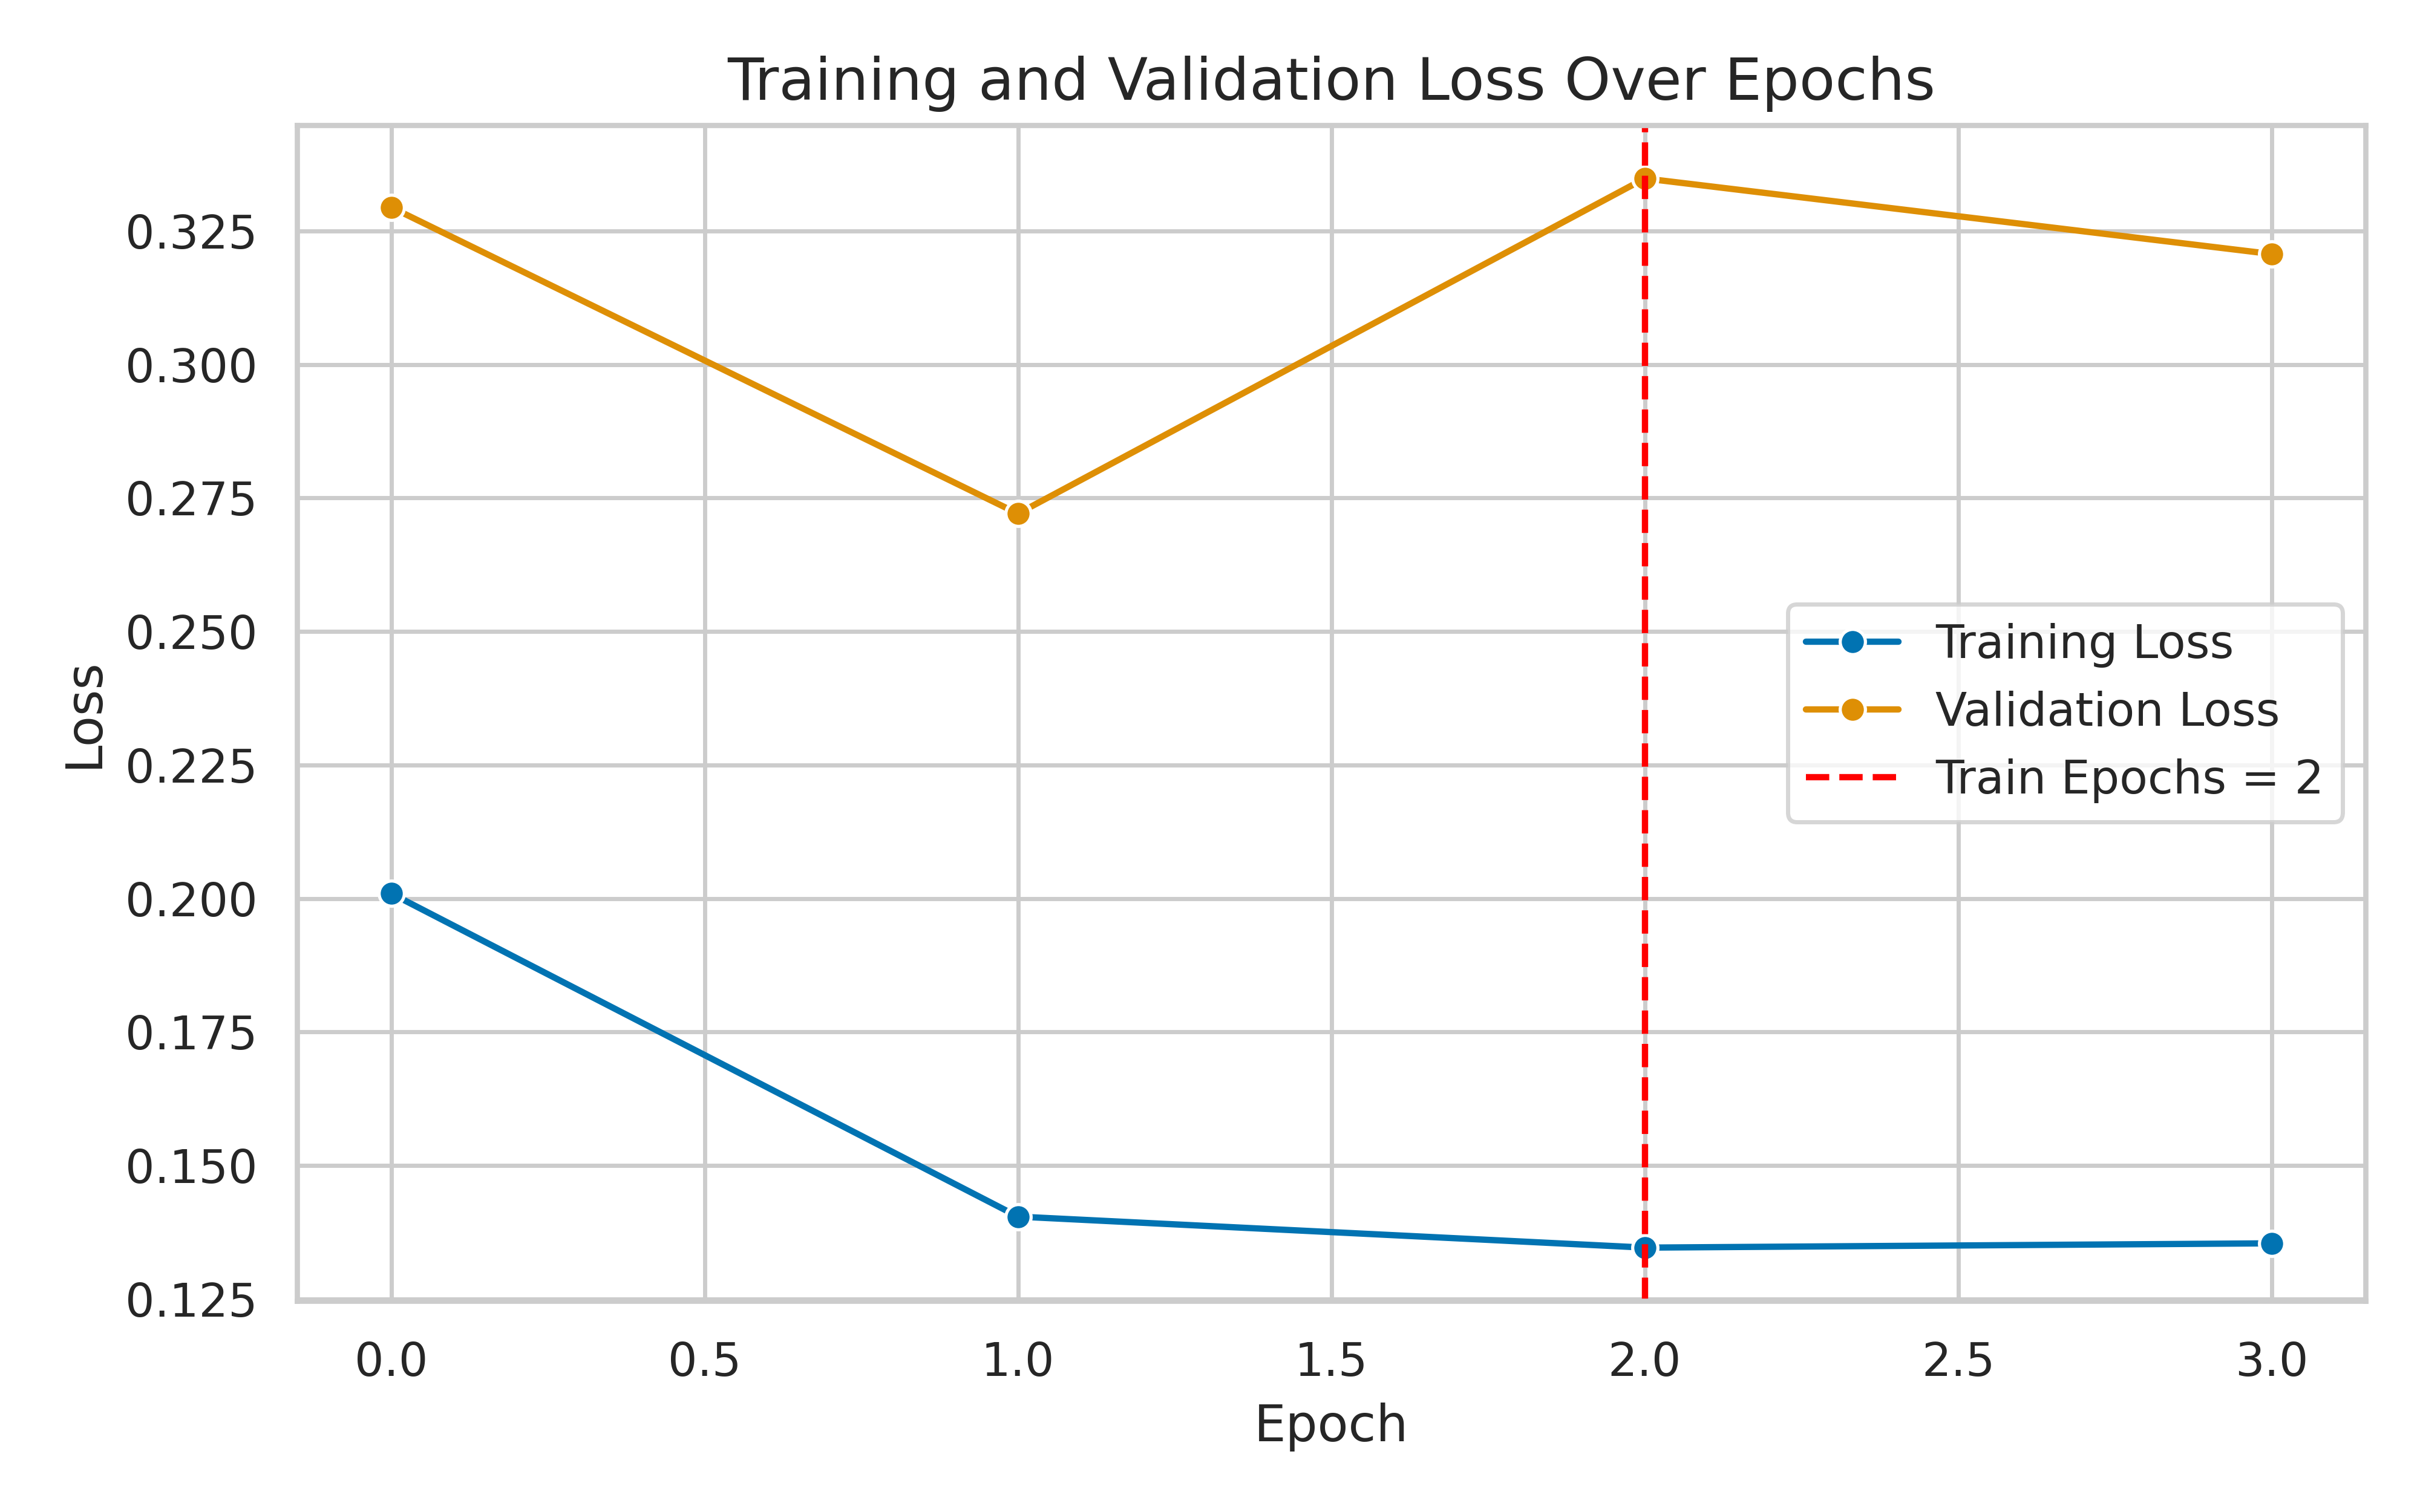 Training and Validation Loss Over Epochs
Loss
0.325
0.300
0.275
0.250
0.225
0.200
0.175
0.150
0.125
Training Loss
Validation Loss
Train Epochs = 2
0.0 0.5 1.0 1.5 2.0 2.5 3.0
Epoch